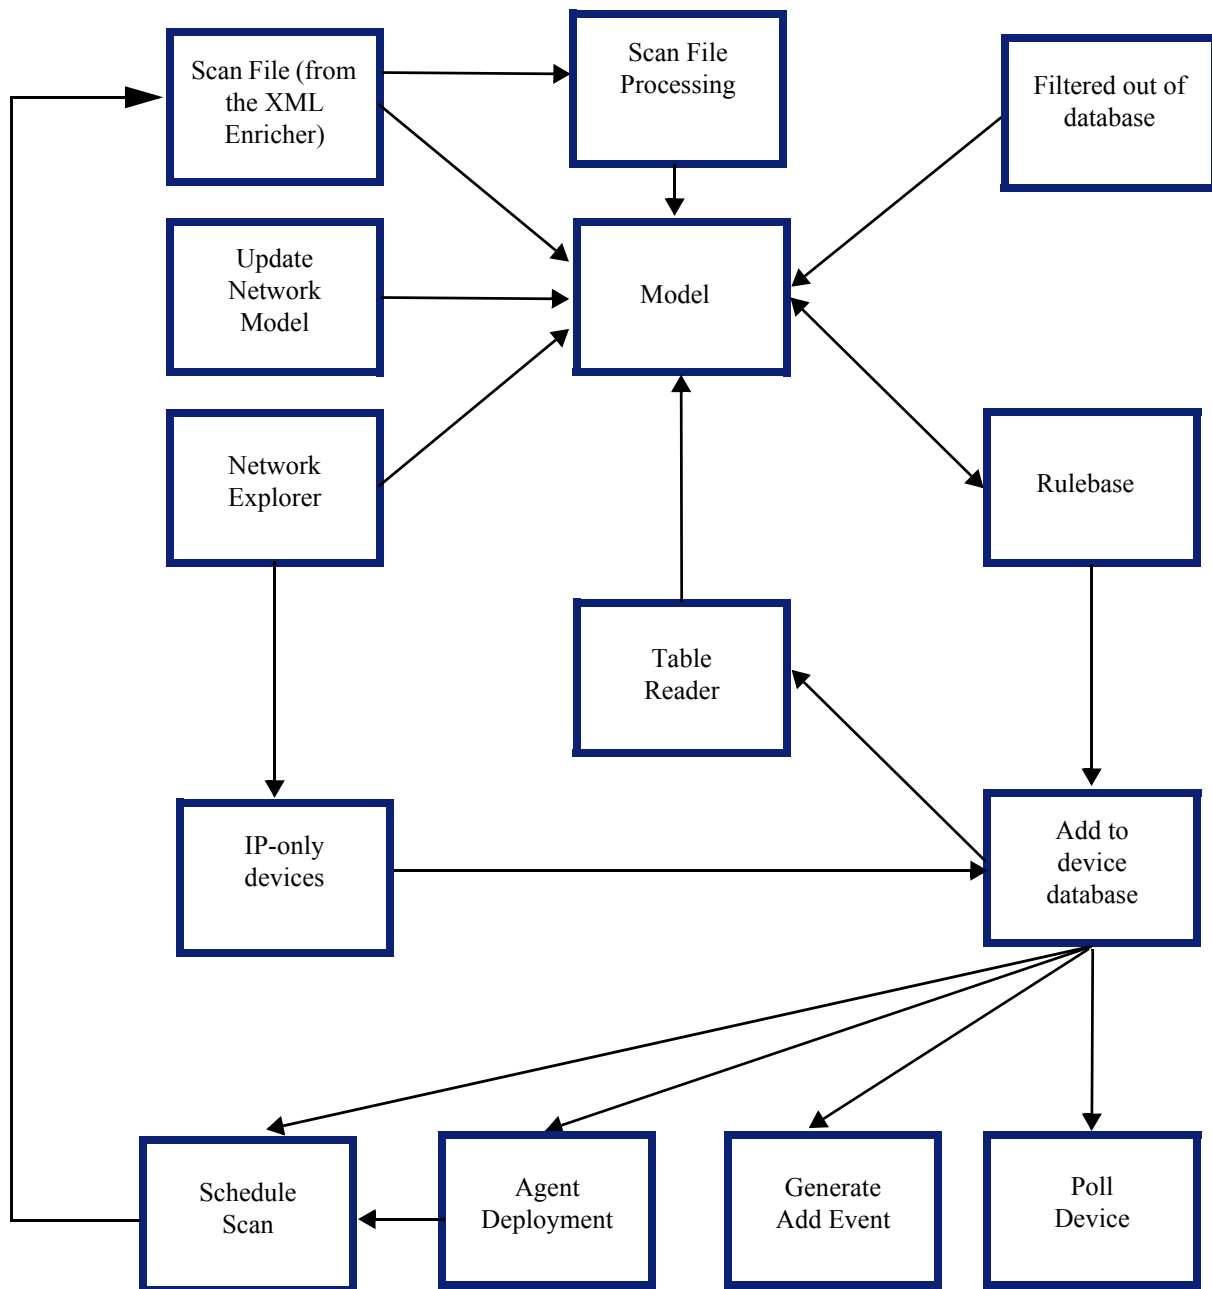 Scan File (from
the XML
Enricher)
Scan File
Processing
Filtered out of
database
Update
Network
Model
Model
Network
Explorer
Rulebase
Table
Reader
IP-only
devices
Add to
device
database
Schedule
Scan
Agent
Deployment
Generate
Add Event
Poll
Device